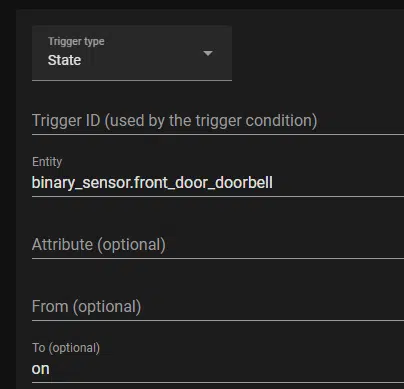 Trigger type
State
Trigger ID (used by the trigger condition)
Entity
binary_sensor.front_door_doorbell
Attribute (optional)
From (optional)
To (optional)
on